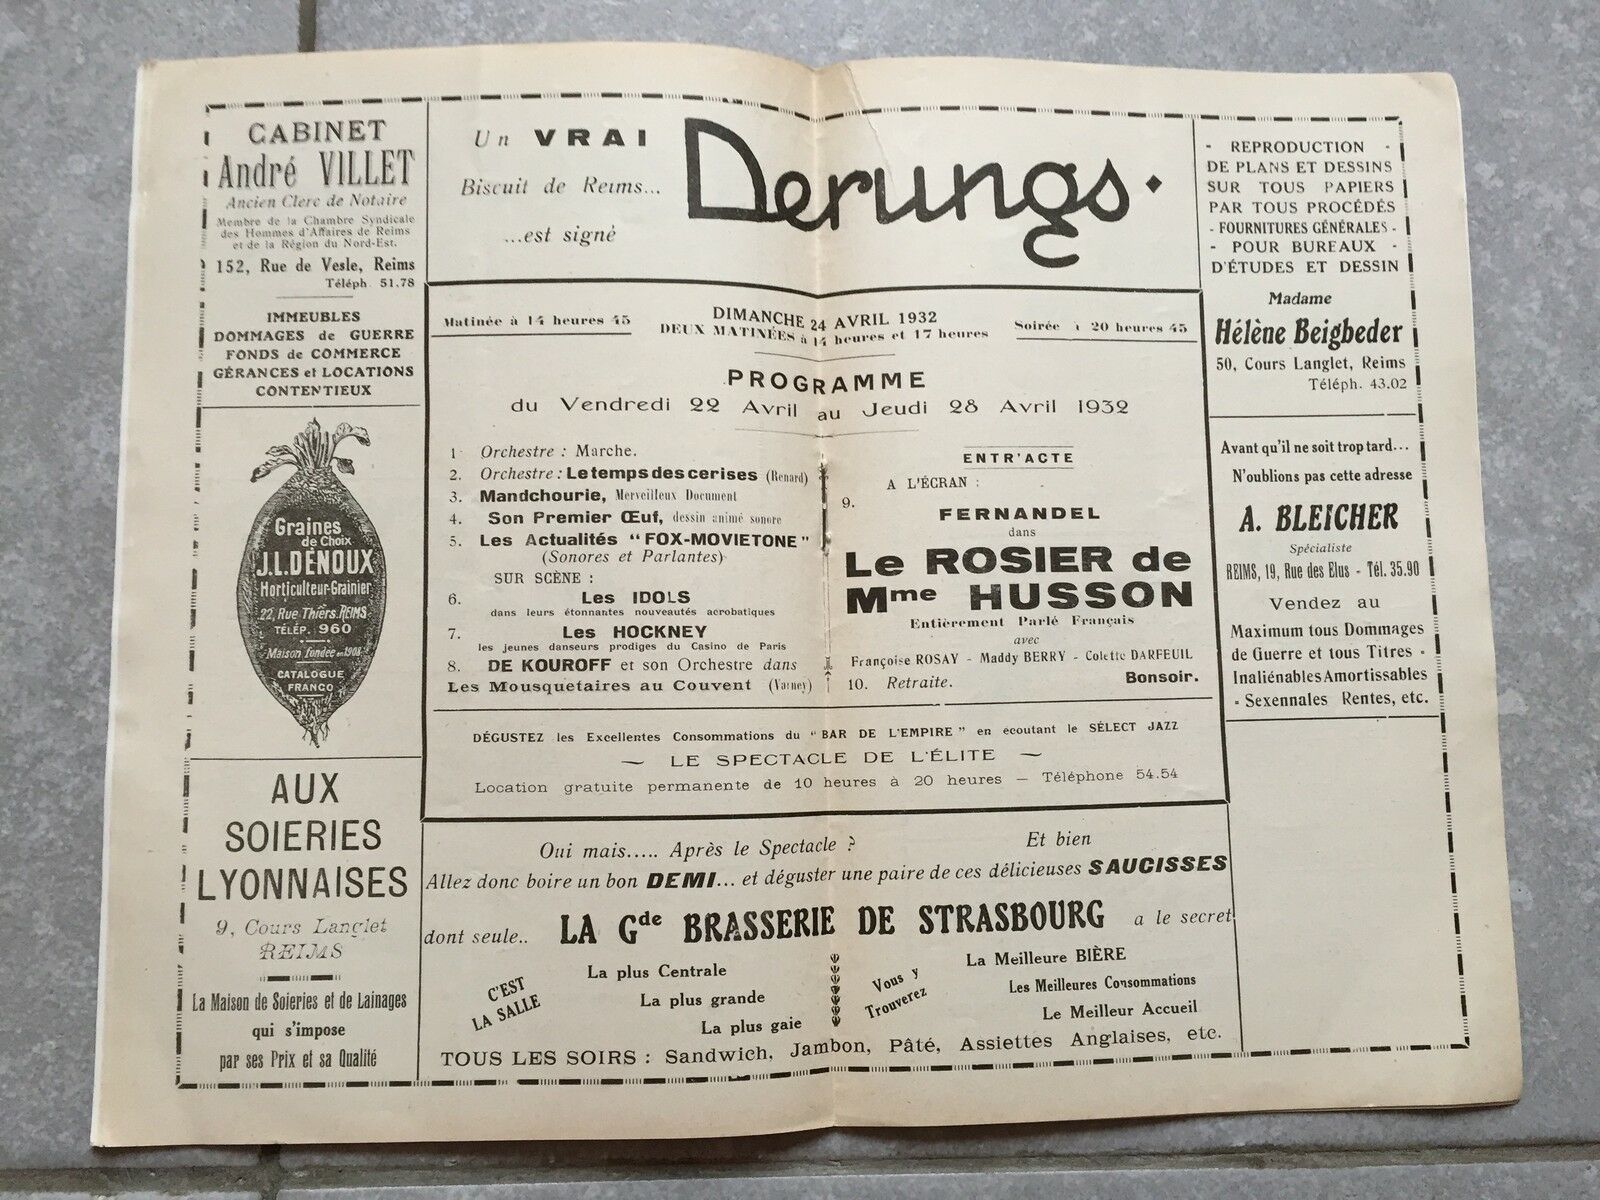 CABINET
André VILLET
Ancien Clerc de Notaire
Membre de la Chambre Syndicale
des Hommes d'Affaires de Reims
et de la Région du Nord-Est.
152, Rue de Vesle, Reims
Téléph. 51.78
IMMEUBLES
DOMMAGES de GUERRE
FONDS de COMMERCE
GÉRANCES et LOCATIONS
CONTENTIEUX
Graines
de Choix
J.L.DENOUX
Horticulteur-Grainier
22, Rue Thiers. REIMS
TÉLÉP. 960
Maison fondée en 1908
CATALOGUE
FRANCO
AUX
SOIERIES
LYONNAISES
9, Cours Langlet
REIMS
La Maison de Soieries et de Lainages
qui s'impose
par ses Prix et sa Qualité
Un VRAI
Biscuit de Reims...
...est signé
Derungs.
Matinée à 14 heures 45
DIMANCHE 24 AVRIL 1932
DEUX MATINÉES à 14 heures et 17 heures
Soirée à 20 heures 45
PROGRAMME
du Vendredi 22 Avril au Jeudi 28 Avril 1932
1 Orchestre : Marche.
2. Orchestre : Le temps des cerises (Renard)
3. Mandchourie, Merveilleux Document
4. Son Premier Œuf, dessin animé sonore
5. Les Actualités "FOX-MOVIETONE"
(Sonores et Parlantes)
SUR SCÈNE :
6. Les IDOLS
dans leurs étonnantes nouveautés acrobatiques
7. Les HOCKNEY
les jeunes danseurs prodiges du Casino de Paris
8. DE KOUROFF et son Orchestre dans
Les Mousquetaires au Couvent (Varney)
ENTR'ACTE
A L'ÉCRAN :
9.
FERNANDEL
dans
Le ROSIER de
Mme HUSSON
Entièrement Parlé Français
avec
Françoise ROSAY - Maddy BERRY - Colette DARFEUIL
10. Retraite. Bonsoir.
DÉGUSTEZ les Excellentes Consommations du "BAR DE L'EMPIRE" en écoutant le SÉLECT JAZZ
— LE SPECTACLE DE L'ÉLITE —
Location gratuite permanente de 10 heures à 20 heures — Téléphone 54.54
Oui mais..... Après le Spectacle ? Et bien
Allez donc boire un bon DEMI... et déguster une paire de ces délicieuses SAUCISSES
dont seule.. LA Gde BRASSERIE DE STRASBOURG a le secret
C'EST
LA SALLE
La plus Centrale
La plus grande
La plus gaie
Vous y
Trouverez
La Meilleure BIÈRE
Les Meilleures Consommations
Le Meilleur Accueil
TOUS LES SOIRS : Sandwich, Jambon, Pâté, Assiettes Anglaises, etc.
- REPRODUCTION -
DE PLANS ET DESSINS
SUR TOUS PAPIERS
PAR TOUS PROCÉDÉS
- FOURNITURES GÉNÉRALES -
- POUR BUREAUX -
D'ÉTUDES ET DESSIN
Madame
Hélène Beigbeder
50, Cours Langlet, Reims
Téléph. 43.02
Avant qu'il ne soit trop tard...
N'oublions pas cette adresse
A. BLEICHER
Spécialiste
REIMS, 19, Rue des Elus - Tél. 35.90
Vendez au
Maximum tous Dommages
de Guerre et tous Titres -
Inaliénables Amortissables
- Sexennales Rentes, etc.